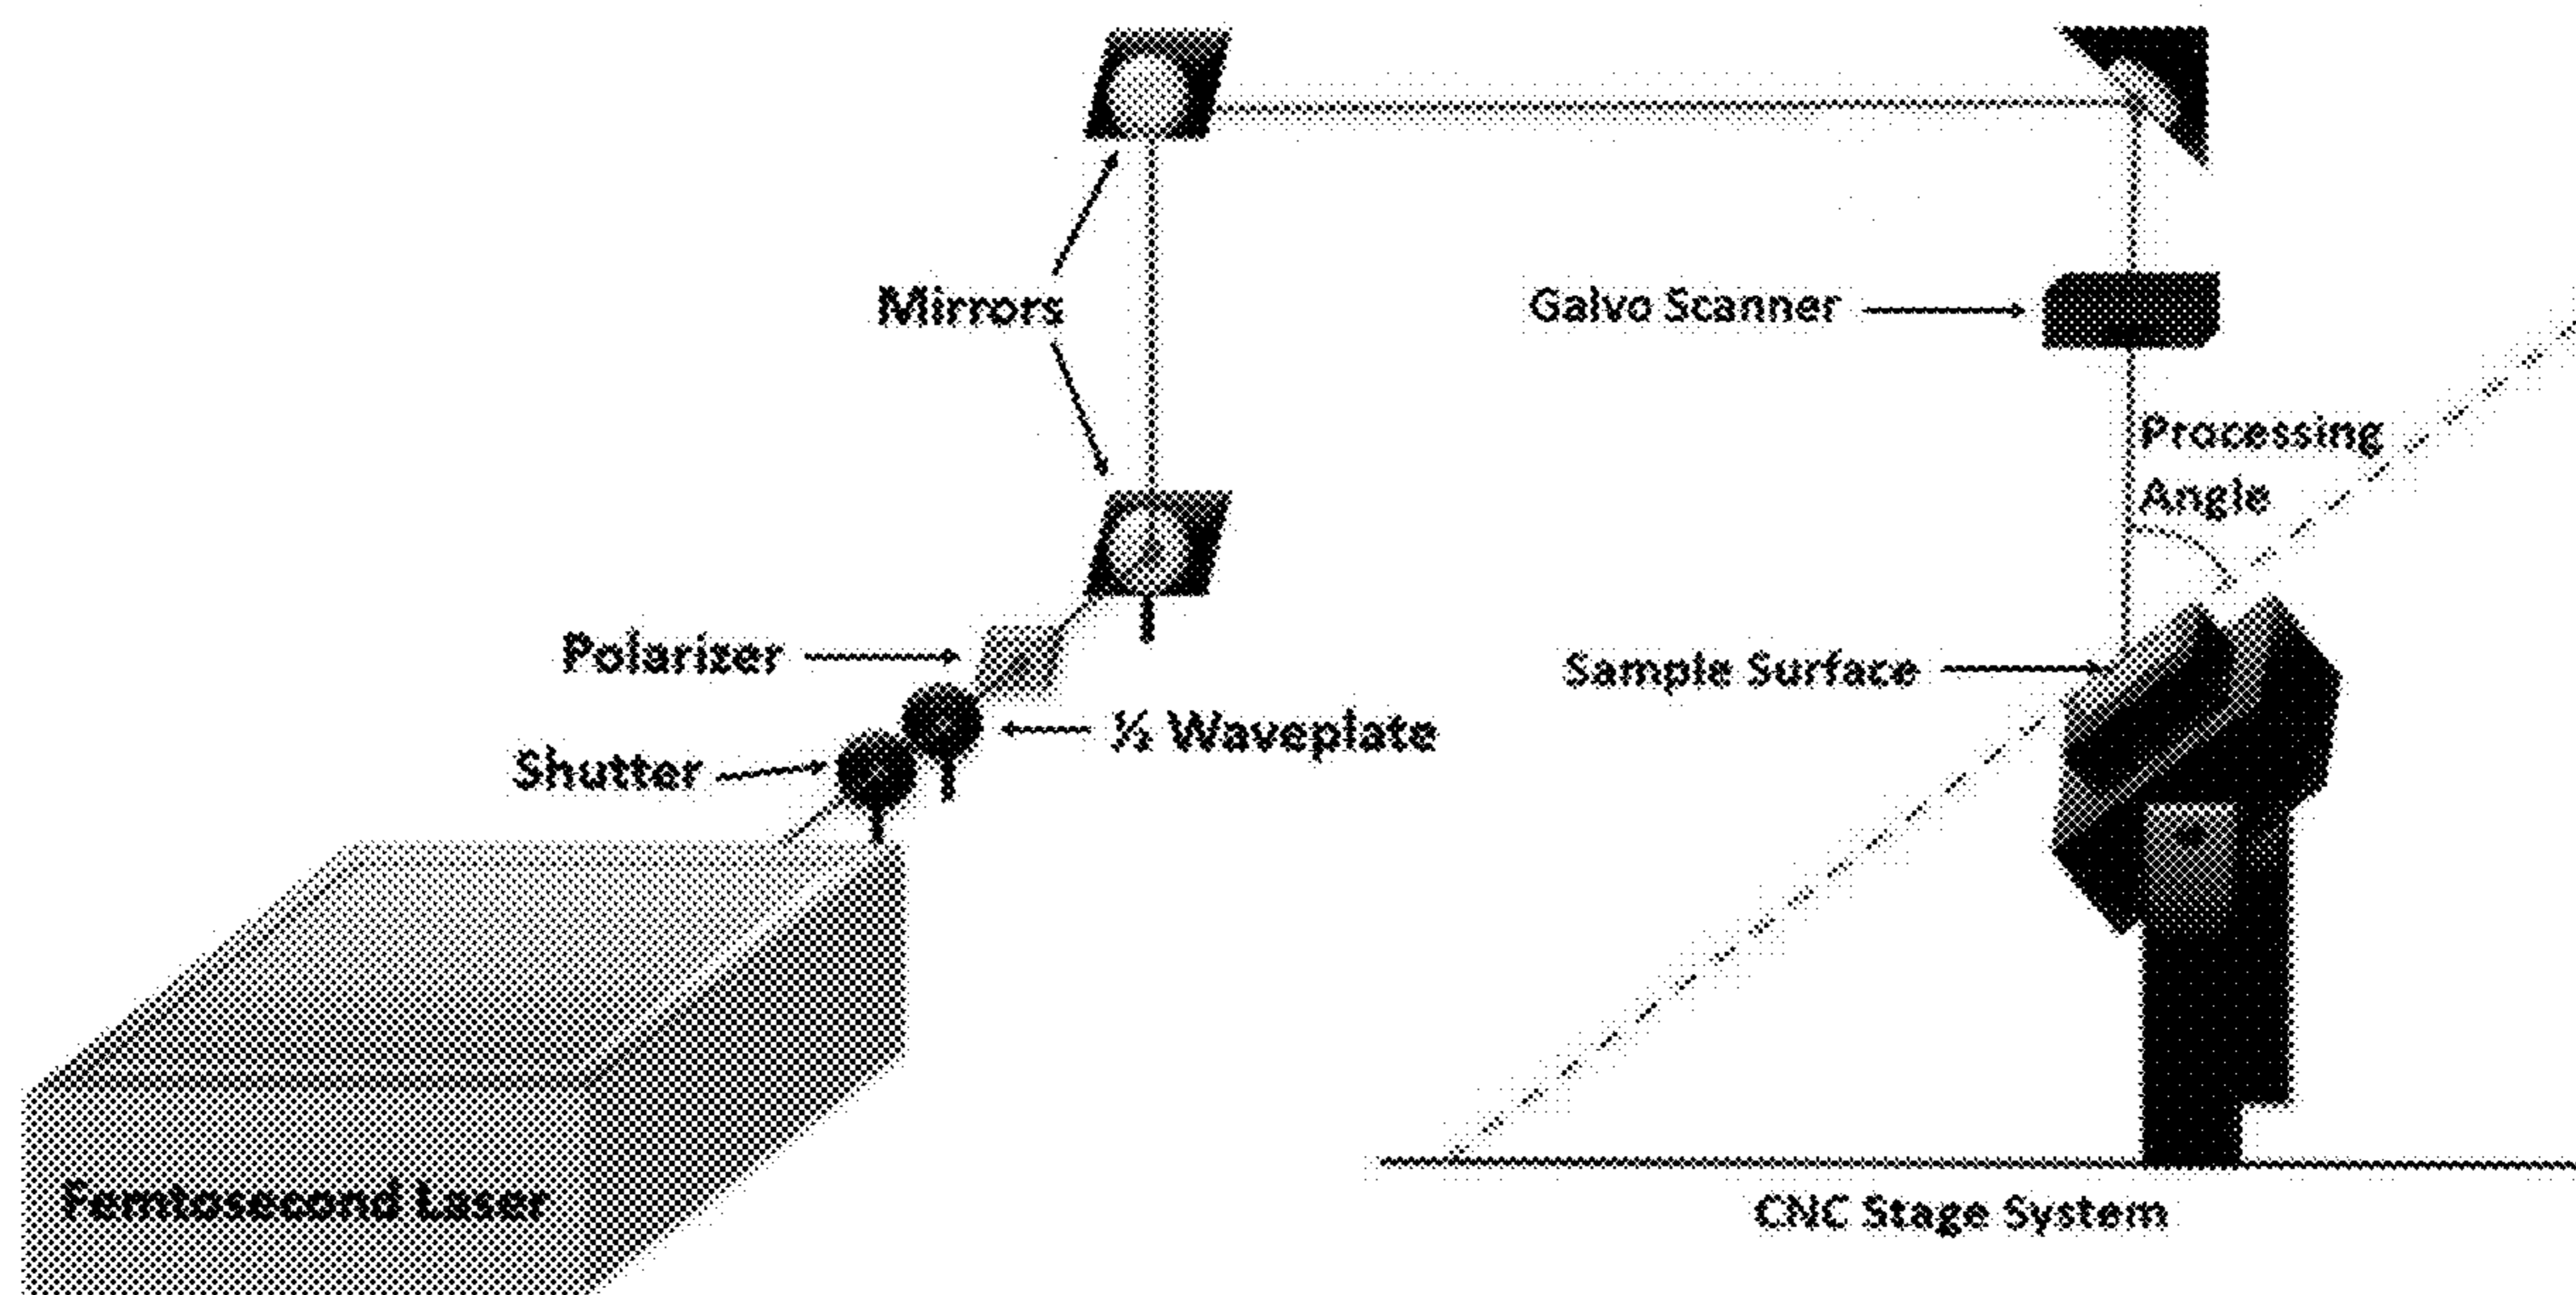 Mirrors
Galvo Scanner
Processing
Angle
Polarizer
Sample Surface
½ Waveplate
Shutter
Femtosecond Laser
CNC Stage System